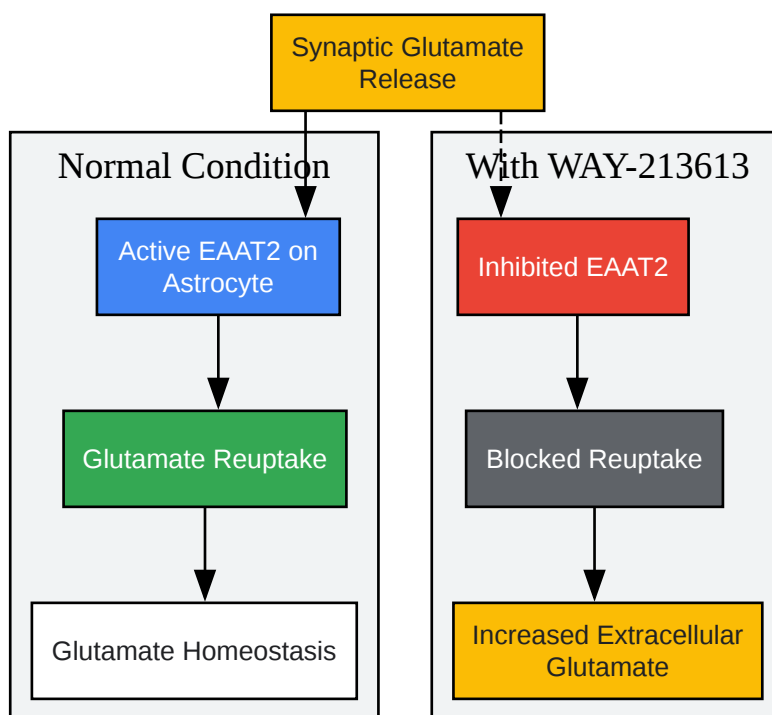 Synaptic Glutamate
Release
Normal Condition
Active EAAT2 on
Astrocyte
Glutamate Reuptake
Glutamate Homeostasis
With WAY-213613
Inhibited EAAT2
Blocked Reuptake
Increased Extracellular
Glutamate